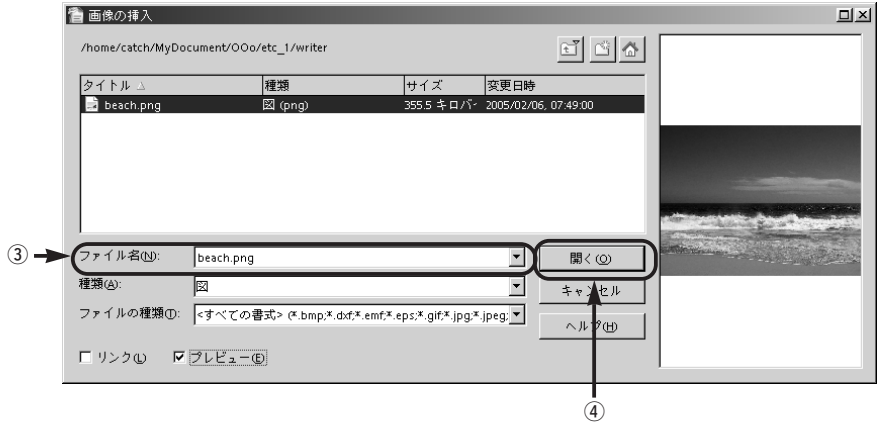 画像の挿入
/home/catch/MyDocument/OOo/etc_1/writer
タイトル 種類 サイズ 変更日時
beach.png 図 (png) 355.5 キロバ 2005/02/06, 07:49:00
③ ファイル名(N): beach.png 開く(O)
種類(A): 図 キャンセル
ファイルの種類(T): <すべての書式> (*.bmp;*.dxf;*.emf;*.eps;*.gif;*.jpg;*.jpeg;
ヘルプ(H)
リンク(L) プレビュー(E)
④